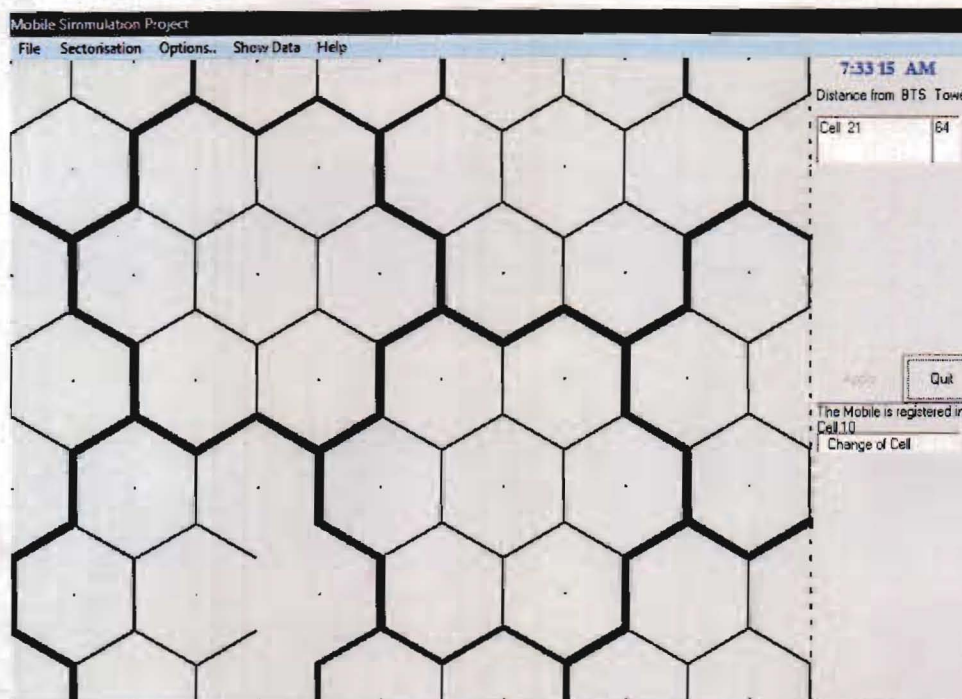 Mobile Simmulation Project
File Sectorisation Options.. Show Data Help
7:33 15 AM
Distance from BTS Towe
Cell 21 64
Apply Quit
The Mobile is registered in
Cell 10
Change of Cell